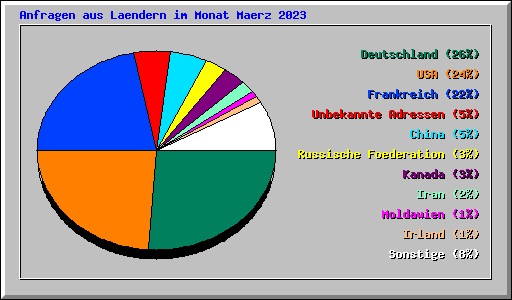 Anfragen aus Laendern im Monat Maerz 2023
Deutschland (26%)
USA (24%)
Frankreich (22%)
Unbekannte Adressen (5%)
China (5%)
Russische Foederation (3%)
Kanada (3%)
Iran (2%)
Moldawien (1%)
Irland (1%)
Sonstige (8%)